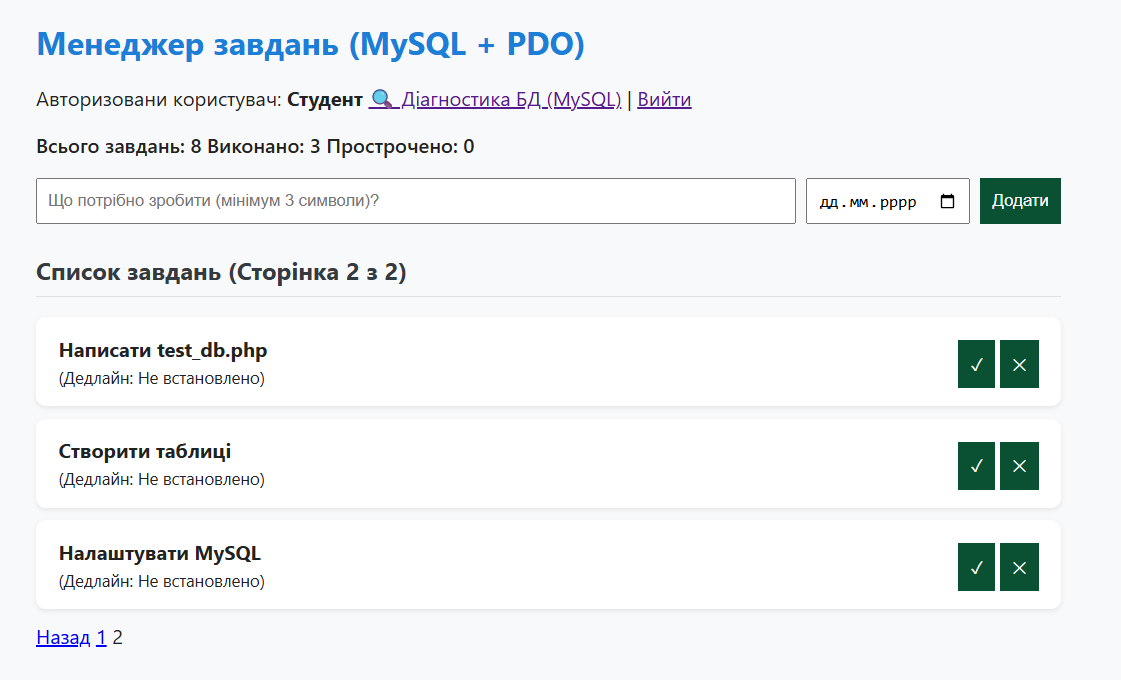 Менеджер завдань (MySQL + PDO)
Авторизовани користувач: Студент 🔍 Діагностика БД (MySQL) | Вийти
Всього завдань: 8 Виконано: 3 Прострочено: 0
Що потрібно зробити (мінімум 3 символи)? дд.мм.рррр Додати
Список завдань (Сторінка 2 з 2)
Написати test_db.php
(Дедлайн: Не встановлено)
✓ ✕
Створити таблиці
(Дедлайн: Не встановлено)
✓ ✕
Налаштувати MySQL
(Дедлайн: Не встановлено)
✓ ✕
Назад 1 2